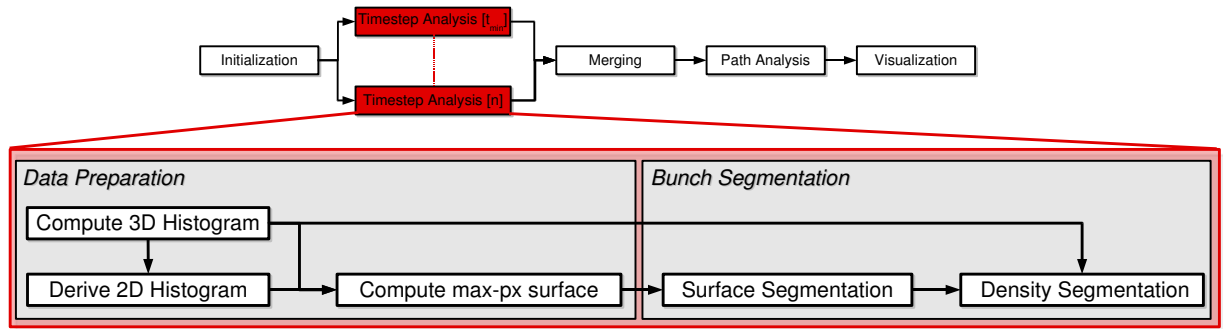 Timestep Analysis [t_min]
Initialization
Merging
Path Analysis
Visualization
Timestep Analysis [n]
Data Preparation
Bunch Segmentation
Compute 3D Histogram
Derive 2D Histogram
Compute max-px surface
Surface Segmentation
Density Segmentation